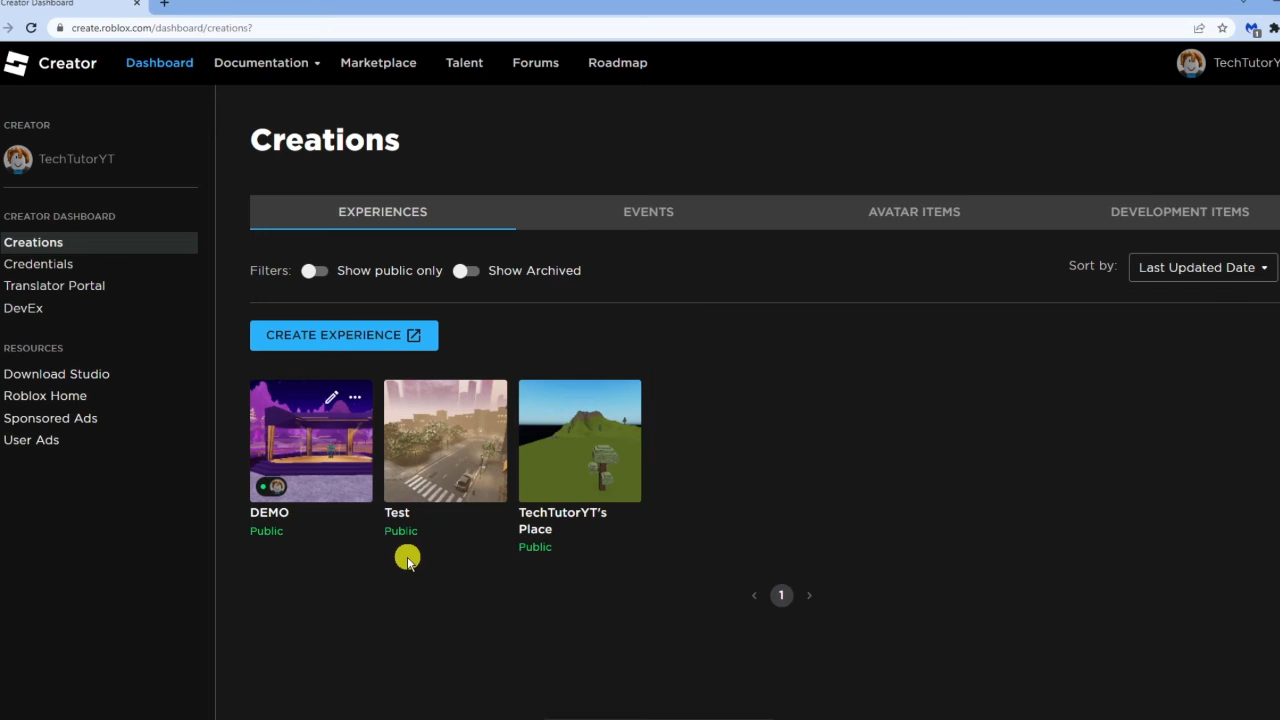 Creator Dashboard
create.roblox.com/dashboard/creations?
Creator Dashboard Documentation Marketplace Talent Forums Roadmap TechTutorY
CREATOR
TechTutorYT
CREATOR DASHBOARD
Creations
Credentials
Translator Portal
DevEx
RESOURCES
Download Studio
Roblox Home
Sponsored Ads
User Ads
Creations
EXPERIENCES EVENTS AVATAR ITEMS DEVELOPMENT ITEMS
Filters: Show public only Show Archived Sort by: Last Updated Date
CREATE EXPERIENCE
DEMO
Public
Test
Public
TechTutorYT's
Place
Public
1